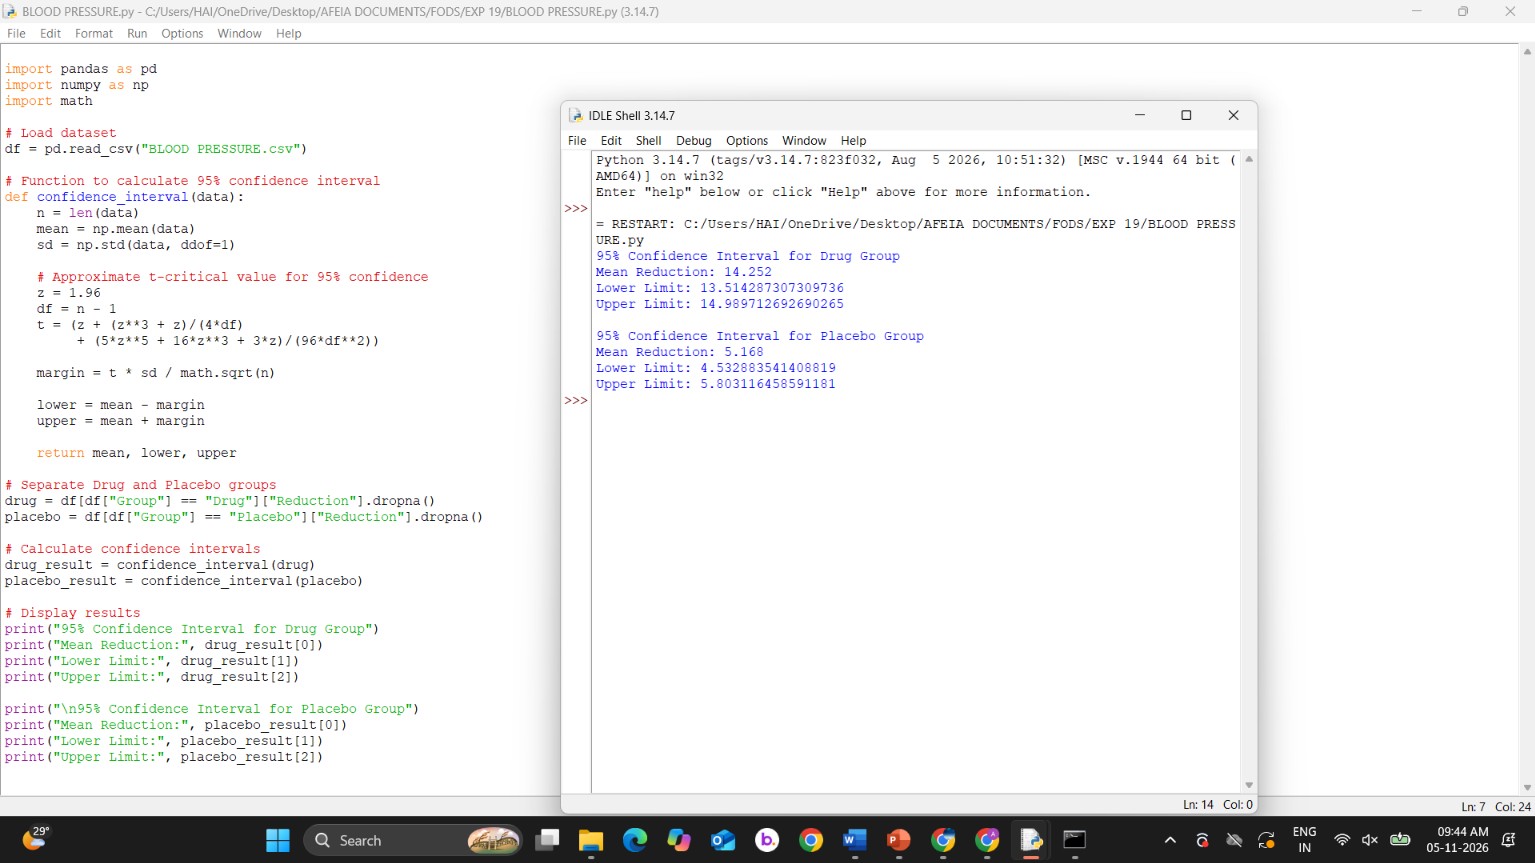 BLOOD PRESSURE.py - C:/Users/HAI/OneDrive/Desktop/AFEIA DOCUMENTS/FODS/EXP 19/BLOOD PRESSURE.py (3.14.7)
File Edit Format Run Options Window Help
import pandas as pd
import numpy as np
import math
# Load dataset
df = pd.read_csv("BLOOD PRESSURE.csv")
# Function to calculate 95% confidence interval
def confidence_interval(data):
    n = len(data)
    mean = np.mean(data)
    sd = np.std(data, ddof=1)
    # Approximate t-critical value for 95% confidence
    z = 1.96
    df = n - 1
    t = (z + (z**3 + z)/(4*df)
         + (5*z**5 + 16*z**3 + 3*z)/(96*df**2))
    margin = t * sd / math.sqrt(n)
    lower = mean - margin
    upper = mean + margin
    return mean, lower, upper
# Separate Drug and Placebo groups
drug = df[df["Group"] == "Drug"]["Reduction"].dropna()
placebo = df[df["Group"] == "Placebo"]["Reduction"].dropna()
# Calculate confidence intervals
drug_result = confidence_interval(drug)
placebo_result = confidence_interval(placebo)
# Display results
print("95% Confidence Interval for Drug Group")
print("Mean Reduction:", drug_result[0])
print("Lower Limit:", drug_result[1])
print("Upper Limit:", drug_result[2])
print("\n95% Confidence Interval for Placebo Group")
print("Mean Reduction:", placebo_result[0])
print("Lower Limit:", placebo_result[1])
print("Upper Limit:", placebo_result[2])
IDLE Shell 3.14.7
File Edit Shell Debug Options Window Help
Python 3.14.7 (tags/v3.14.7:823f032, Aug  5 2026, 10:51:32) [MSC v.1944 64 bit (
AMD64)] on win32
Enter "help" below or click "Help" above for more information.
>>>
= RESTART: C:/Users/HAI/OneDrive/Desktop/AFEIA DOCUMENTS/FODS/EXP 19/BLOOD PRESS
URE.py
95% Confidence Interval for Drug Group
Mean Reduction: 14.252
Lower Limit: 13.514287307309736
Upper Limit: 14.989712692690265
95% Confidence Interval for Placebo Group
Mean Reduction: 5.168
Lower Limit: 4.532883541408819
Upper Limit: 5.803116458591181
>>>
Ln: 14 Col: 0
Ln: 7 Col: 24
29°
Search
b.
ENG
IN
09:44 AM
05-11-2026